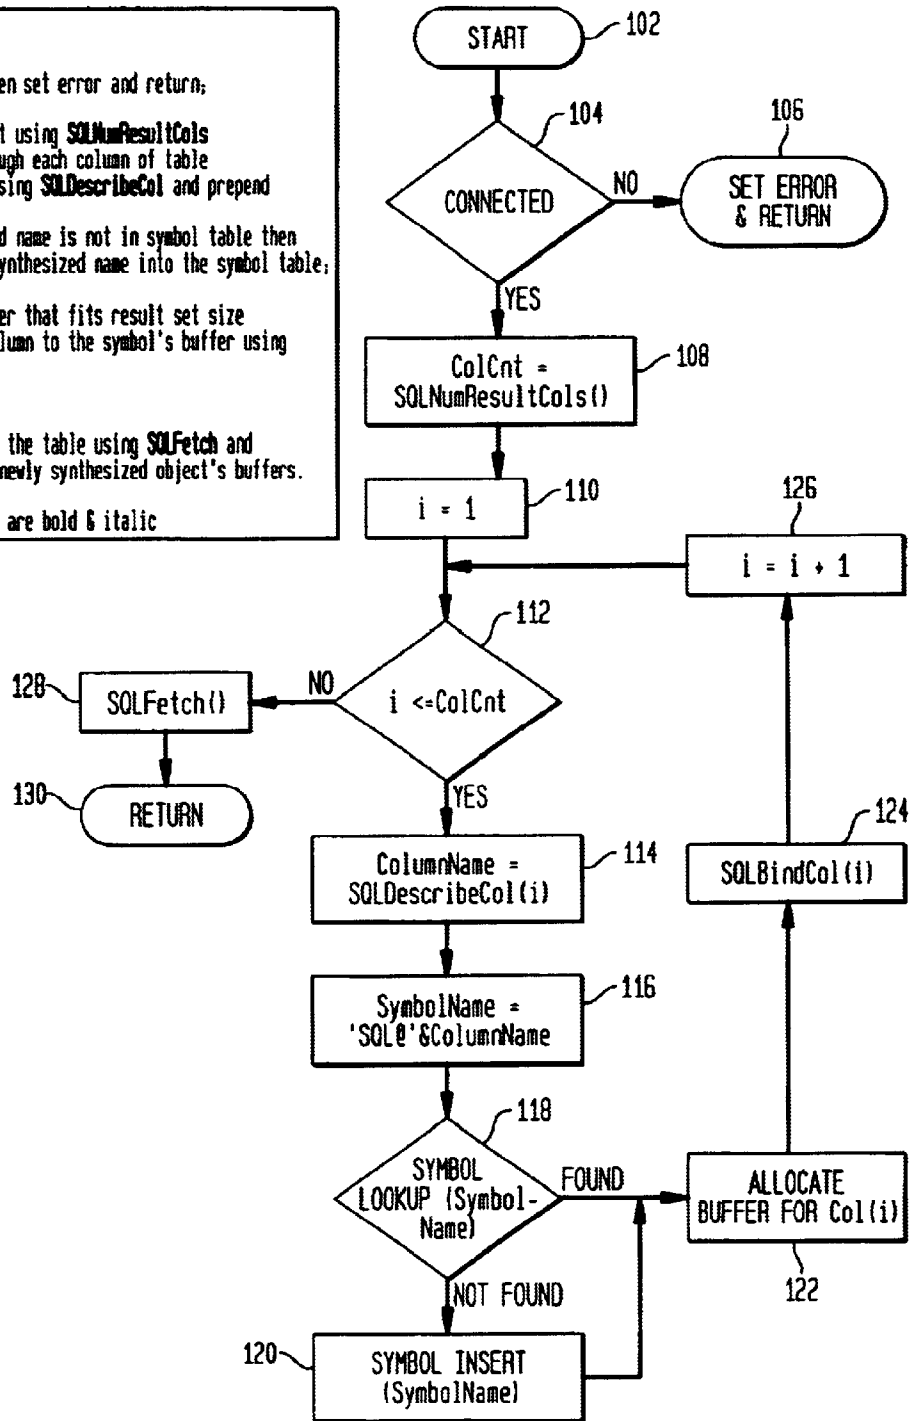 en set error and return;
t using SQLNumResultCols
ugh each column of table
sing SQLDescribeCol and prepend
d name is not in symbol table then
ynthesized name into the symbol table;
er that fits result set size
lumn to the symbol's buffer using
the table using SQLFetch and
newly synthesized object's buffers.
are bold & italic
START
102
104
CONNECTED
NO
106
SET ERROR
& RETURN
YES
ColCnt =
SQLNumResultCols()
108
i = 1
110
126
i = i + 1
112
i <=ColCnt
NO
128
SQLFetch()
130
RETURN
YES
ColumnName =
SQLDescribeCol(i)
114
124
SQLBindCol(i)
SymbolName =
'SQL@'&ColumnName
116
118
SYMBOL
LOOKUP (Symbol-
Name)
FOUND
ALLOCATE
BUFFER FOR Col(i)
122
NOT FOUND
120
SYMBOL INSERT
(SymbolName)